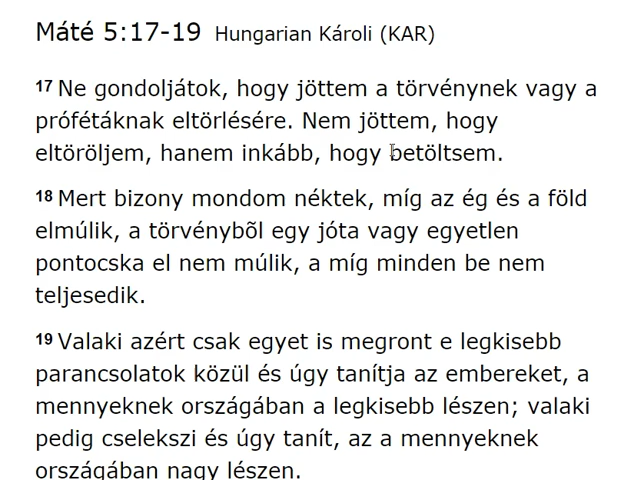 Máté 5:17-19 Hungarian Károli (KAR)
17 Ne gondoljátok, hogy jöttem a törvénynek vagy a
prófétáknak eltörlésére. Nem jöttem, hogy
eltöröljem, hanem inkább, hogy betöltsem.
18 Mert bizony mondom néktek, míg az ég és a föld
elmúlik, a törvénybõl egy jóta vagy egyetlen
pontocska el nem múlik, a míg minden be nem
teljesedik.
19 Valaki azért csak egyet is megront e legkisebb
parancsolatok közül és úgy tanítja az embereket, a
mennyeknek országában a legkisebb lészen; valaki
pedig cselekszi és úgy tanít, az a mennyeknek
országában nagy lészen.